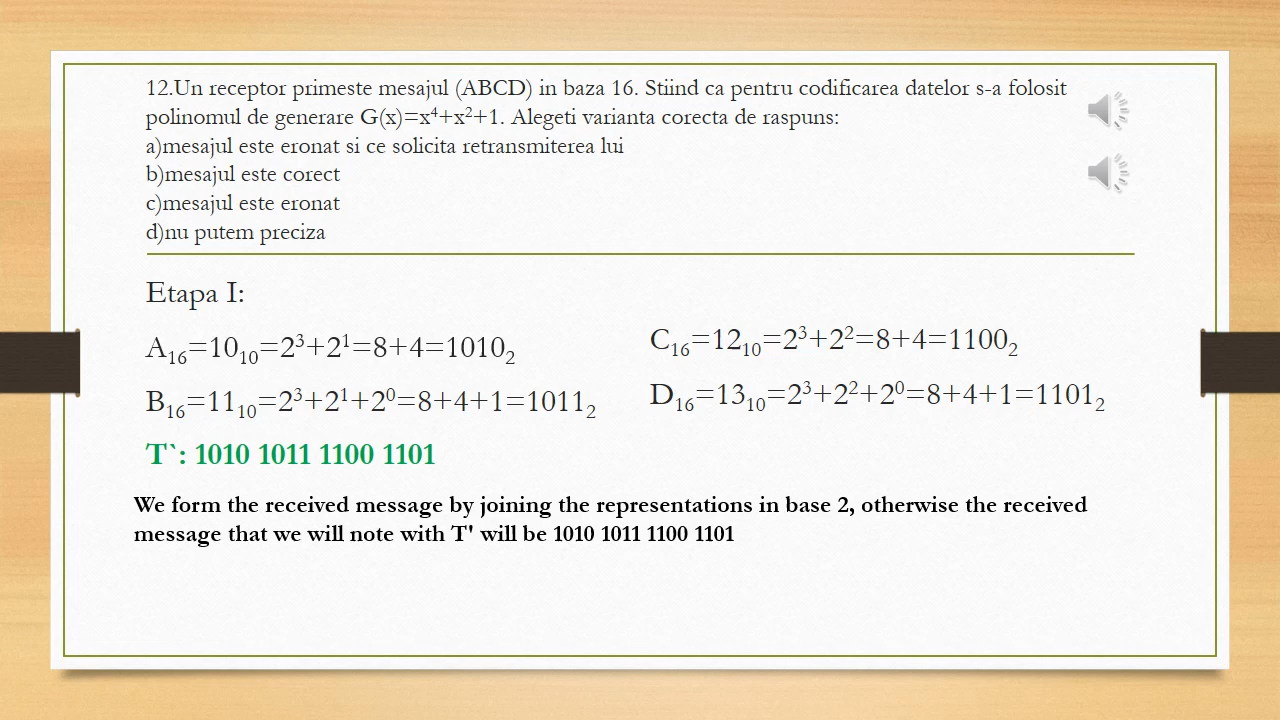 12.Un receptor primeste mesajul (ABCD) in baza 16. Stiind ca pentru codificarea datelor s-a folosit
polinomul de generare G(x)=x⁴+x²+1. Alegeti varianta corecta de raspuns:
a)mesajul este eronat si ce solicita retransmiterea lui
b)mesajul este corect
c)mesajul este eronat
d)nu putem preciza
Etapa I:
A₁₆=10₁₀=2³+2¹=8+4=1010₂
B₁₆=11₁₀=2³+2¹+2⁰=8+4+1=1011₂
C₁₆=12₁₀=2³+2²=8+4=1100₂
D₁₆=13₁₀=2³+2²+2⁰=8+4+1=1101₂
T`: 1010 1011 1100 1101
We form the received message by joining the representations in base 2, otherwise the received
message that we will note with T' will be 1010 1011 1100 1101